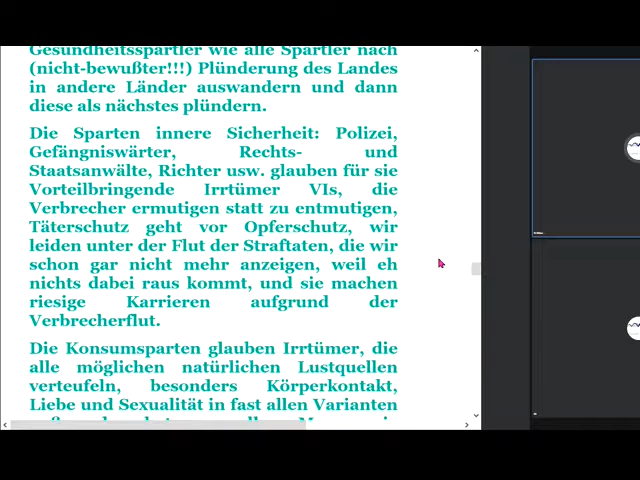 Gesundheitsspartler wie alle Spartler nach
(nicht-bewußter!!!) Plünderung des Landes
in andere Länder auswandern und dann
diese als nächstes plündern.
Die Sparten innere Sicherheit: Polizei,
Gefängniswärter, Rechts- und
Staatsanwälte, Richter usw. glauben für sie
Vorteilbringende Irrtümer VIs, die
Verbrecher ermutigen statt zu entmutigen,
Täterschutz geht vor Opferschutz, wir
leiden unter der Flut der Straftaten, die wir
schon gar nicht mehr anzeigen, weil eh
nichts dabei raus kommt, und sie machen
riesige Karrieren aufgrund der
Verbrecherflut.
Die Konsumsparten glauben Irrtümer, die
alle möglichen natürlichen Lustquellen
verteufeln, besonders Körperkontakt,
Liebe und Sexualität in fast allen Varianten